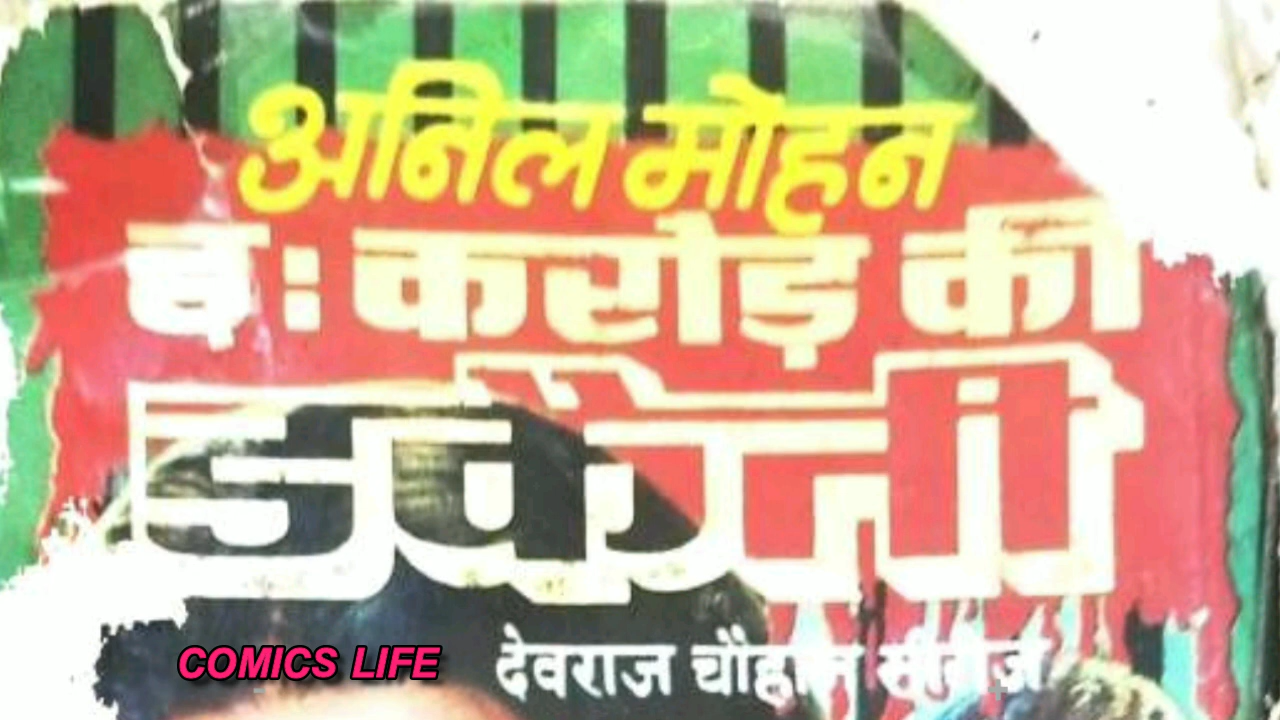 अनिल मोहन
छ: करोड़ की
डकैती
COMICS LIFE देवराज चौहान सीरीज